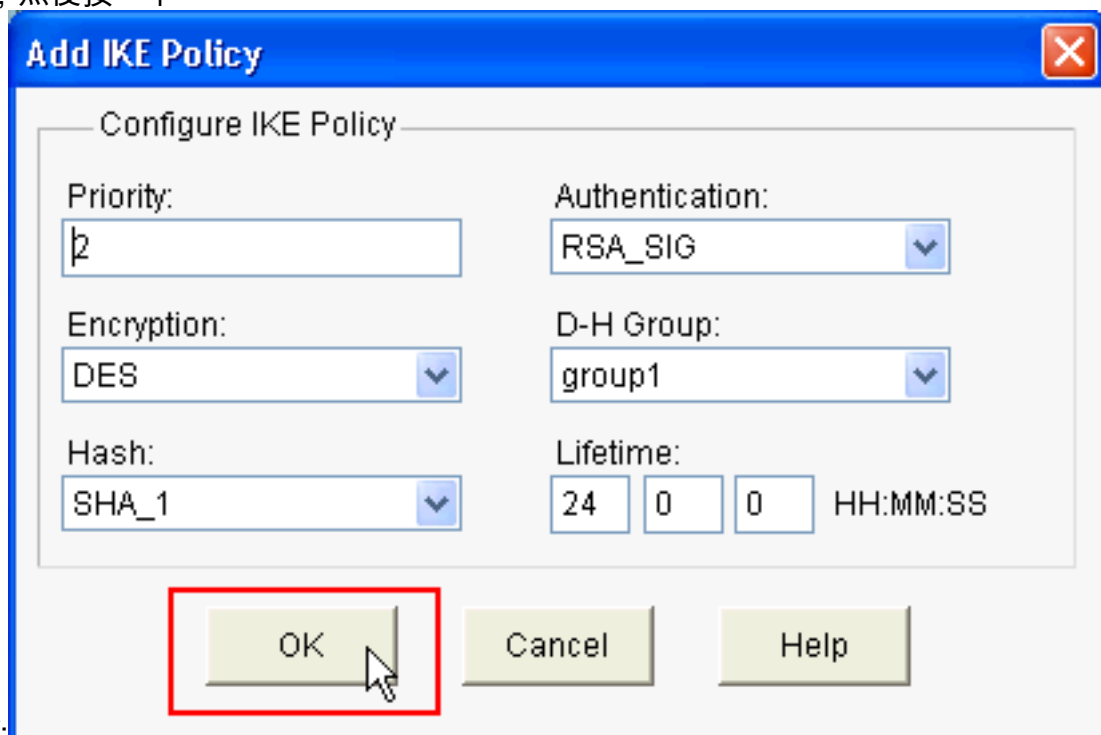 Add IKE Policy
Configure IKE Policy
Priority:
Authentication:
2
RSA_SIG
Encryption:
D-H Group:
DES
group1
Hash:
Lifetime:
SHA_1
24 0 0 HH:MM:SS
OK
Cancel
Help